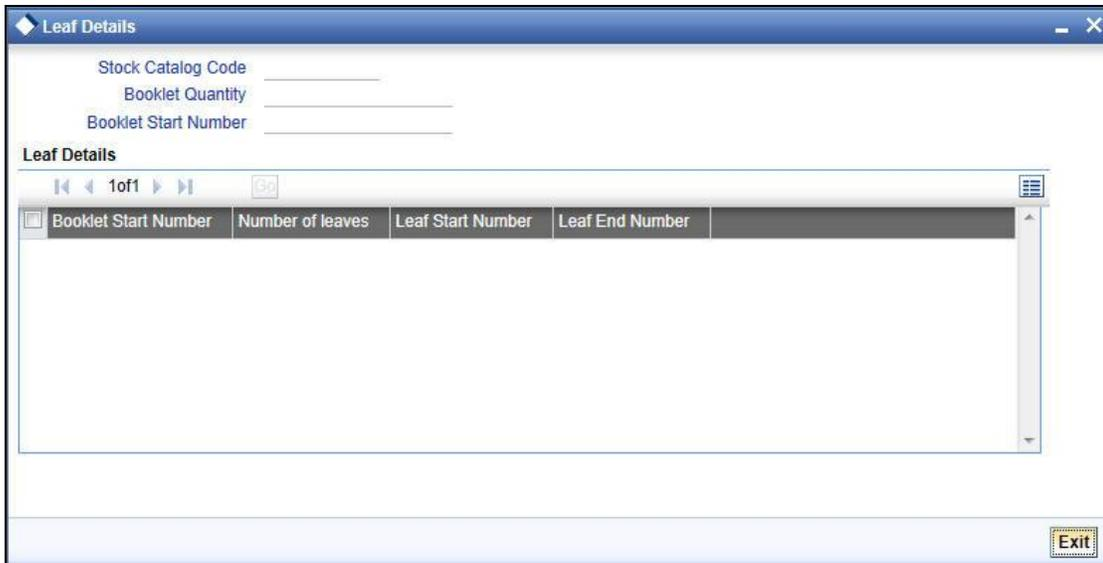 Leaf Details
Stock Catalog Code
Booklet Quantity
Booklet Start Number
Leaf Details
1of1 Go
Booklet Start Number Number of leaves Leaf Start Number Leaf End Number
Exit